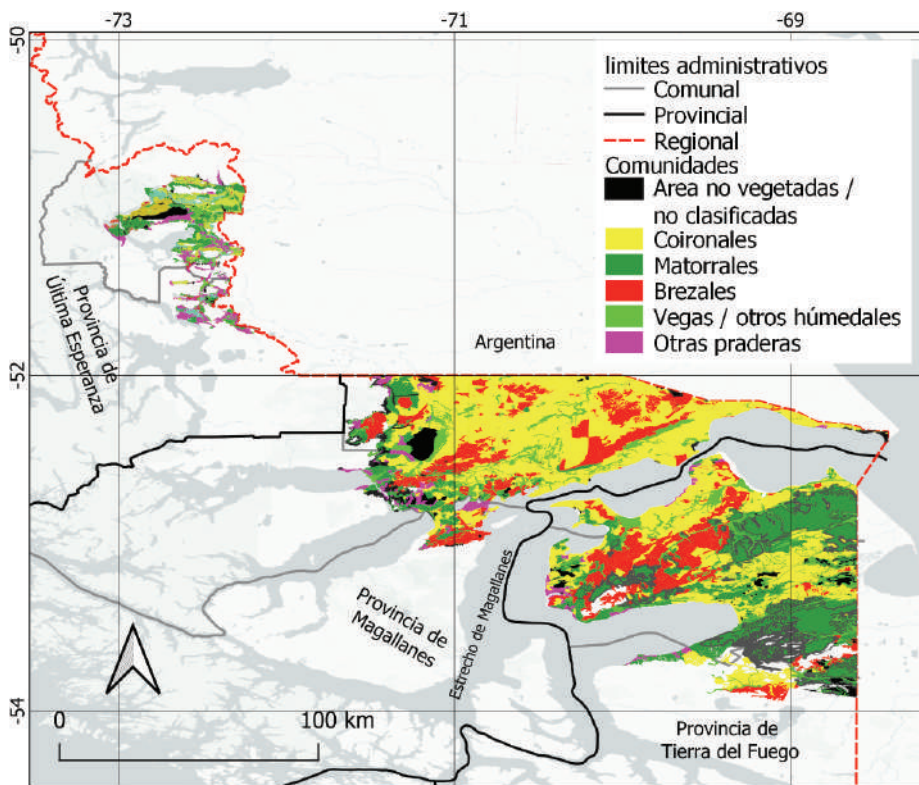 -73
-71
-69
-50
limites administrativos
Comunal
Provincial
Regional
Comunidades
Area no vegetadas /
no clasificadas
Coironales
Matorrales
Brezales
Vegas / otros húmedales
Otras praderas
Provincia de
Última Esperanza
Argentina
-52
Provincia de
Magallanes
Estrecho de Magallanes
-54
0
100 km
Provincia de
Tierra del Fuego